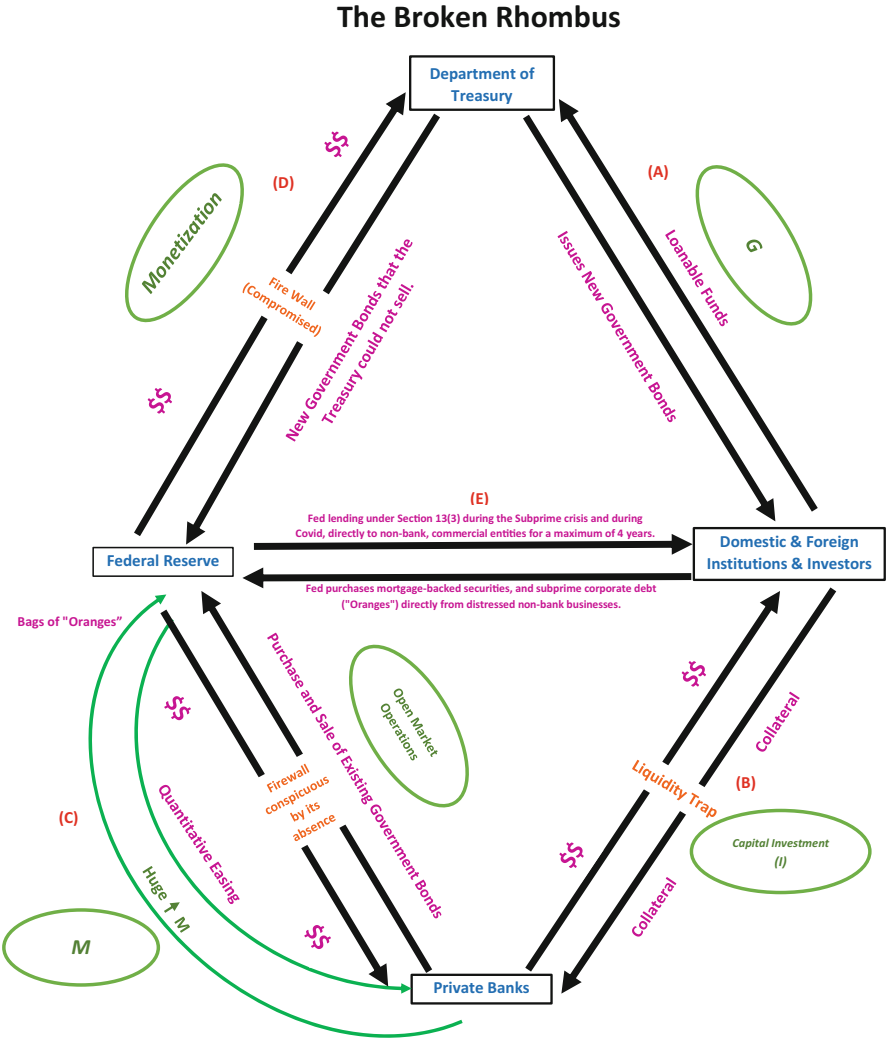 The Broken Rhombus
Department of
Treasury
$$
(D)
(A)
Monetization
G
Issues New Government Bonds
Loanable Funds
Fire Wall
(Compromised)
New Government Bonds that the
Treasury could not sell.
$$
(E)
Fed lending under Section 13(3) during the Subprime crisis and during
Covid, directly to non-bank, commercial entities for a maximum of 4 years.
Federal Reserve
Domestic & Foreign
Institutions & Investors
Fed purchases mortgage-backed securities, and subprime corporate debt
("Oranges") directly from distressed non-bank businesses.
Bags of "Oranges”
$$
Purchase and Sale of Existing Government Bonds
Open Market
Operations
$$
Collateral
Firewall
conspicuous
by its
absence
Liquidity Trap
(B)
(C)
Quantitative Easing
Capital Investment
(I)
$$
Huge
M
Collateral
$$
M
Private Banks